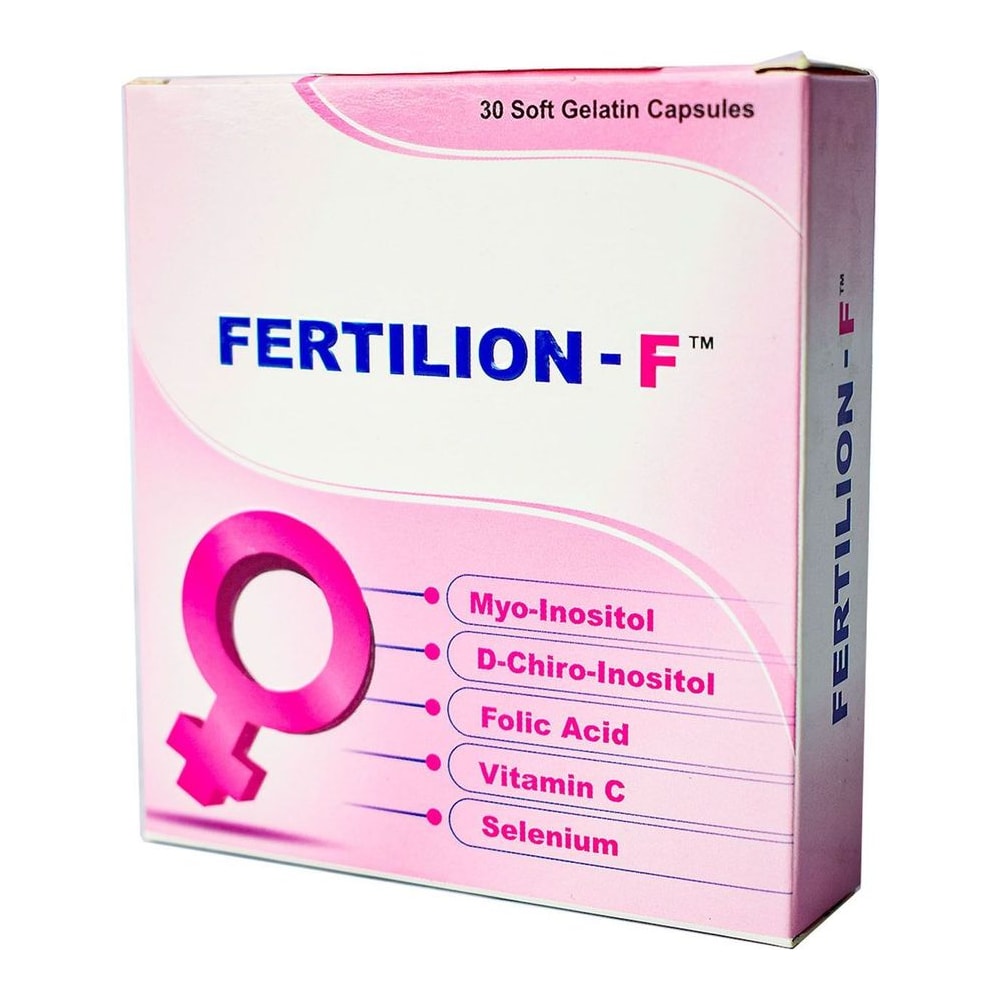 30 Soft Gelatin Capsules
FERTILION - F™
Myo-Inositol
D-Chiro-Inositol
Folic Acid
Vitamin C
Selenium
FERTILION - F™